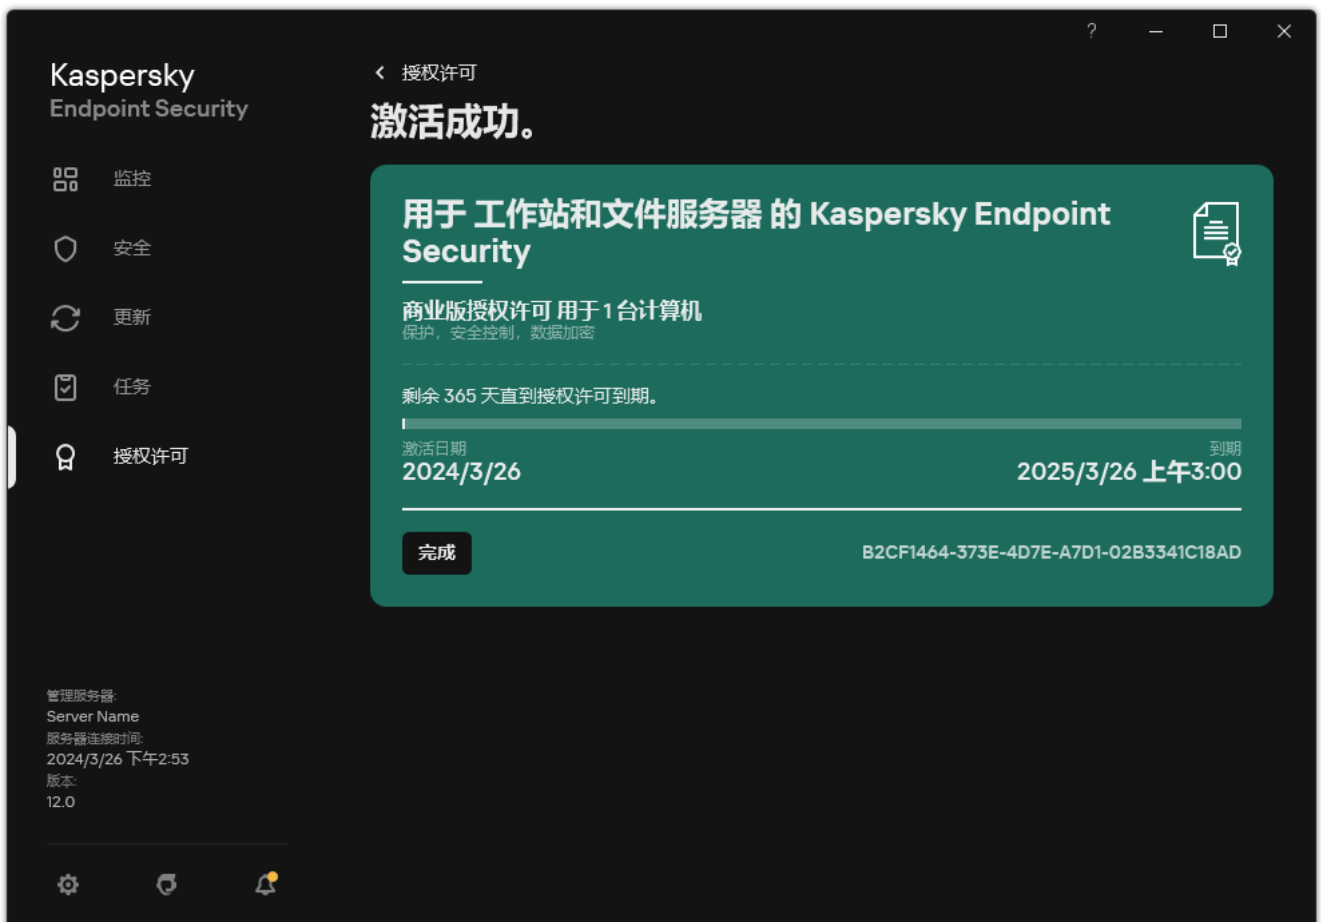 Kaspersky
Endpoint Security
监控
安全
更新
任务
授权许可
管理服务器:
Server Name
服务器连接时间:
2024/3/26 下午2:53
版本:
12.0
?
授权许可
激活成功。
用于 工作站和文件服务器 的 Kaspersky Endpoint
Security
商业版授权许可 用于 1 台计算机
保护，安全控制，数据加密
剩余 365 天直到授权许可到期。
激活日期
到期
2024/3/26
2025/3/26 上午3:00
完成
B2CF1464-373E-4D7E-A7D1-02B3341C18AD